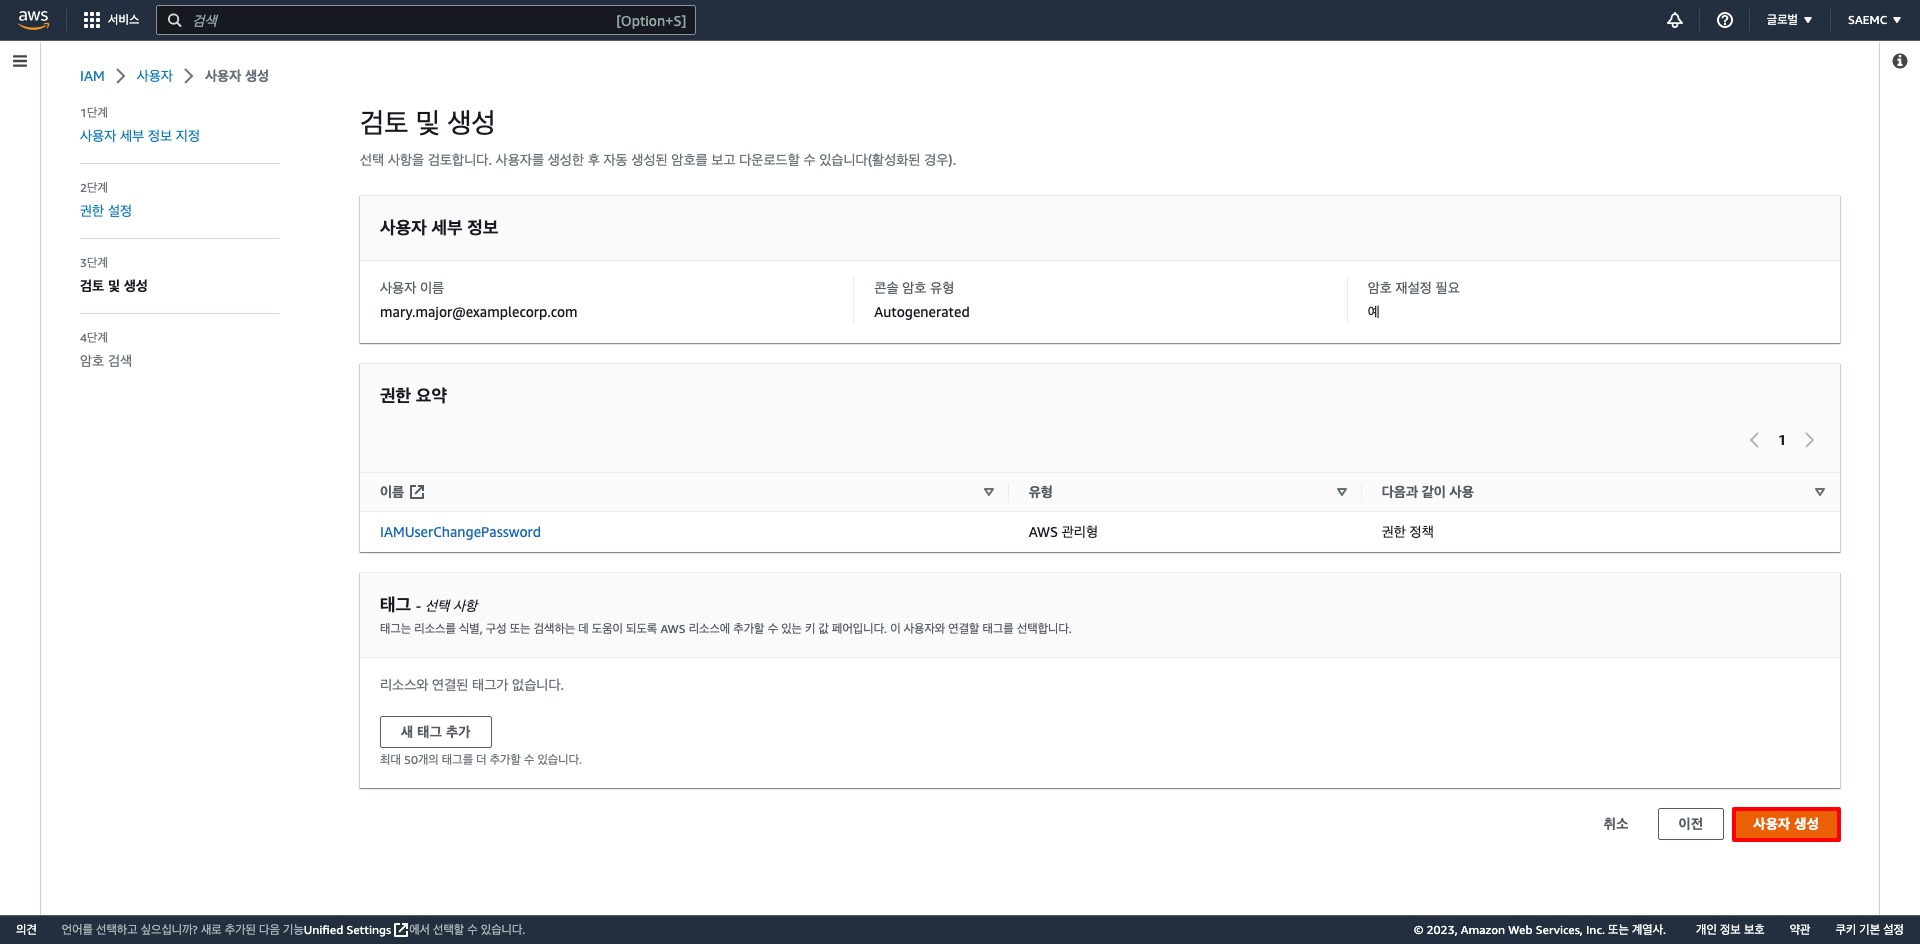 aws
서비스
검색
[Option+S]
글로벌 ▼
SAEMC ▼
IAM > 사용자 > 사용자 생성
1단계
사용자 세부 정보 지정
2단계
권한 설정
3단계
검토 및 생성
4단계
암호 검색
검토 및 생성
선택 사항을 검토합니다. 사용자를 생성한 후 자동 생성된 암호를 보고 다운로드할 수 있습니다(활성화된 경우).
사용자 세부 정보
사용자 이름
mary.major@examplecorp.com
콘솔 암호 유형
Autogenerated
암호 재설정 필요
예
권한 요약
< 1 >
이름
유형
다음과 같이 사용
IAMUserChangePassword
AWS 관리형
권한 정책
태그 - 선택 사항
태그는 리소스를 식별, 구성 또는 검색하는 데 도움이 되도록 AWS 리소스에 추가할 수 있는 키 값 페어입니다. 이 사용자와 연결할 태그를 선택합니다.
리소스와 연결된 태그가 없습니다.
새 태그 추가
최대 50개의 태그를 더 추가할 수 있습니다.
취소
이전
사용자 생성
의견
언어를 선택하고 싶으십니까? 새로 추가된 다음 기능Unified Settings에서 선택할 수 있습니다.
© 2023, Amazon Web Services, Inc. 또는 계열사.
개인 정보 보호
약관
쿠키 기본 설정